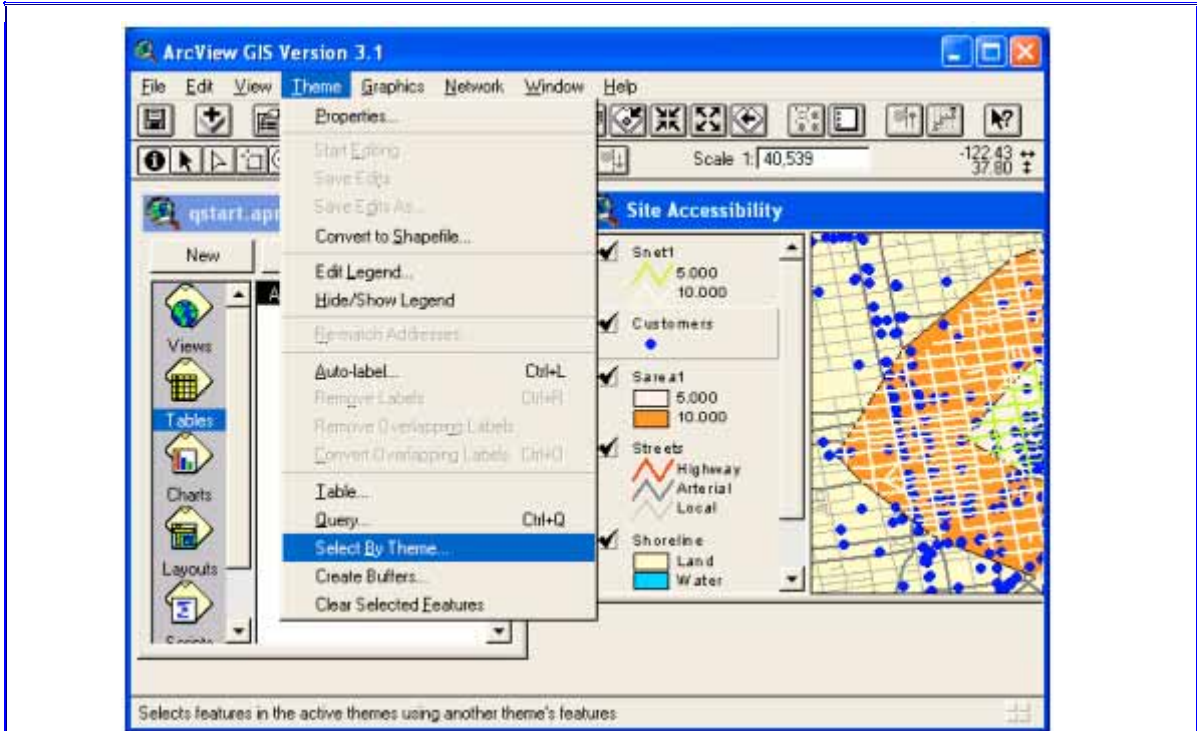 ArcView GIS Version 3.1
File Edit View Theme Graphics Network Window Help
Properties...
Start Editing
Save Edits
Save Edits As...
Convert to Shapefile...
Edit Legend...
Hide/Show Legend
Re-match Addresses...
Auto-label... Ctrl+L
Remove Labels Ctrl+R
Remove Overlapping Labels
Convert Overlapping Labels Ctrl+O
Table...
Query... Ctrl+Q
Select By Theme...
Create Buffers...
Clear Selected Features
Scale 1: 40,539
-122.43
37.80
qstart.apr
New
Views
Tables
Charts
Layouts
Scripts
Site Accessibility
Snet1
5.000
10.000
Customers
Sarea1
5.000
10.000
Streets
Highway
Arterial
Local
Shoreline
Land
Water
Selects features in the active themes using another theme's features